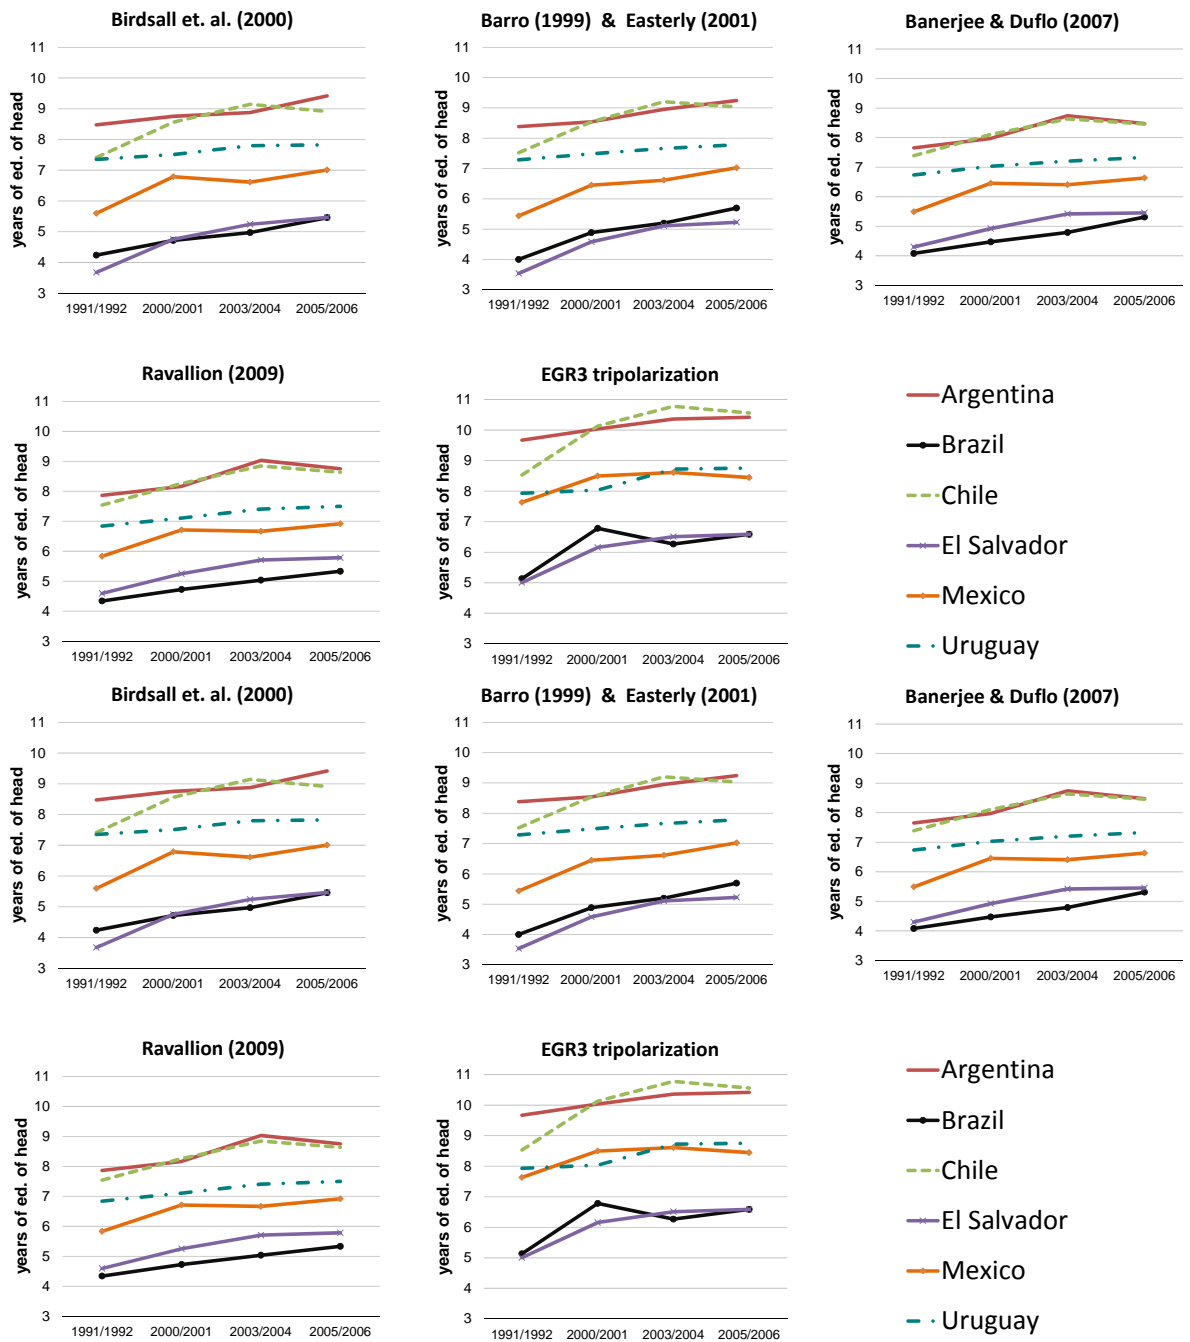 Birdsall et. al. (2000)
years of ed. of head
11
10
9
8
7
6
5
4
3
1991/1992 2000/2001 2003/2004 2005/2006
Barro (1999) & Easterly (2001)
years of ed. of head
11
10
9
8
7
6
5
4
3
1991/1992 2000/2001 2003/2004 2005/2006
Banerjee & Duflo (2007)
years of ed. of head
11
10
9
8
7
6
5
4
3
1991/1992 2000/2001 2003/2004 2005/2006
Ravallion (2009)
years of ed. of head
11
10
9
8
7
6
5
4
3
1991/1992 2000/2001 2003/2004 2005/2006
EGR3 tripolarization
years of ed. of head
11
10
9
8
7
6
5
4
3
1991/1992 2000/2001 2003/2004 2005/2006
Argentina
Brazil
Chile
El Salvador
Mexico
Uruguay
Birdsall et. al. (2000)
years of ed. of head
11
10
9
8
7
6
5
4
3
1991/1992 2000/2001 2003/2004 2005/2006
Barro (1999) & Easterly (2001)
years of ed. of head
11
10
9
8
7
6
5
4
3
1991/1992 2000/2001 2003/2004 2005/2006
Banerjee & Duflo (2007)
years of ed. of head
11
10
9
8
7
6
5
4
3
1991/1992 2000/2001 2003/2004 2005/2006
Ravallion (2009)
years of ed. of head
11
10
9
8
7
6
5
4
3
1991/1992 2000/2001 2003/2004 2005/2006
EGR3 tripolarization
years of ed. of head
11
10
9
8
7
6
5
4
3
1991/1992 2000/2001 2003/2004 2005/2006
Argentina
Brazil
Chile
El Salvador
Mexico
Uruguay